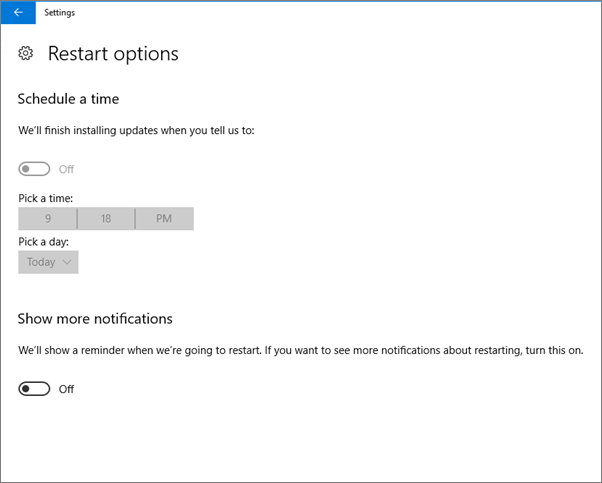 Settings
Restart options
Schedule a time
We'll finish installing updates when you tell us to:
Off
Pick a time:
9 18 PM
Pick a day:
Today
Show more notifications
We'll show a reminder when we're going to restart. If you want to see more notifications about restarting, turn this on.
Off